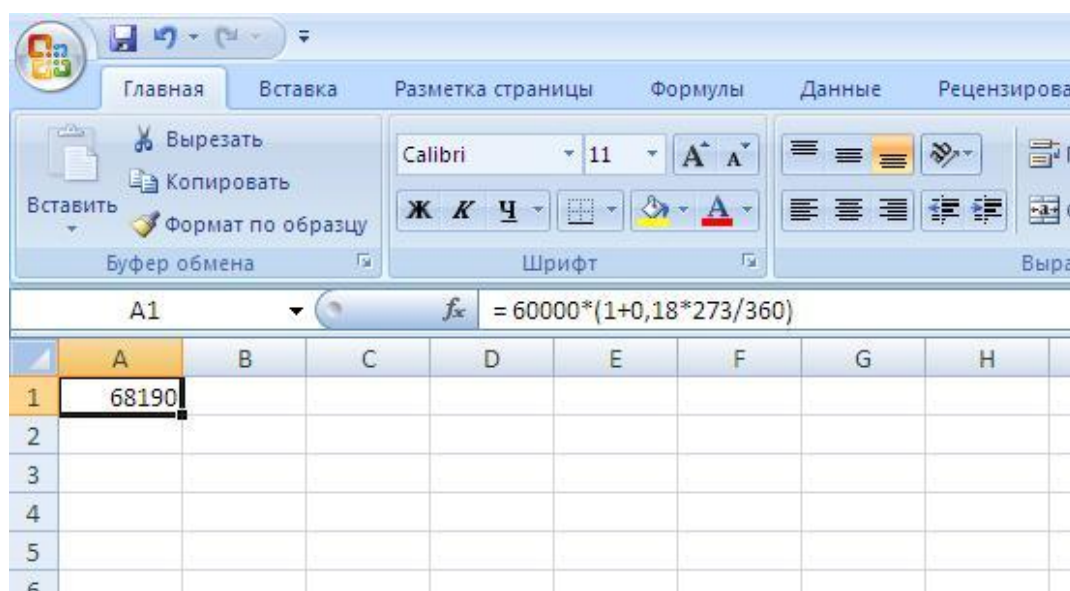 Главная Вставка Разметка страницы Формулы Данные
Вырезать
Копировать
Вставить
Формат по образцу
Calibri 11 A A
Ж К Ч A
Буфер обмена Шрифт
A1 fx = 60000*(1+0,18*273/360)
A B C D E F G H
1 68190
2
3
4
5
6